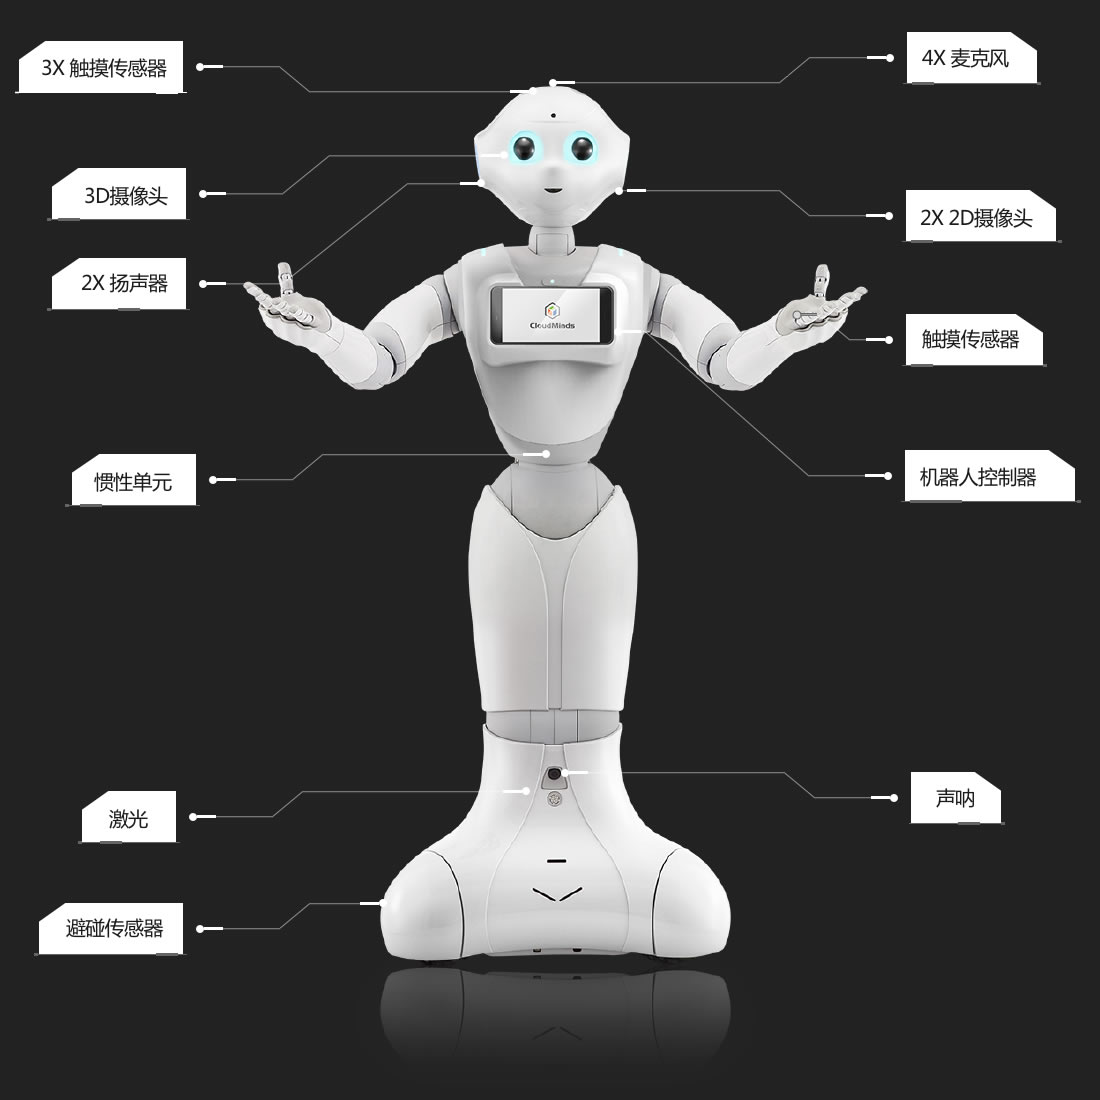 3X 触摸传感器
4X 麦克风
3D摄像头
2X 2D摄像头
2X 扬声器
CloudMinds
触摸传感器
惯性单元
机器人控制器
激光
声呐
避碰传感器